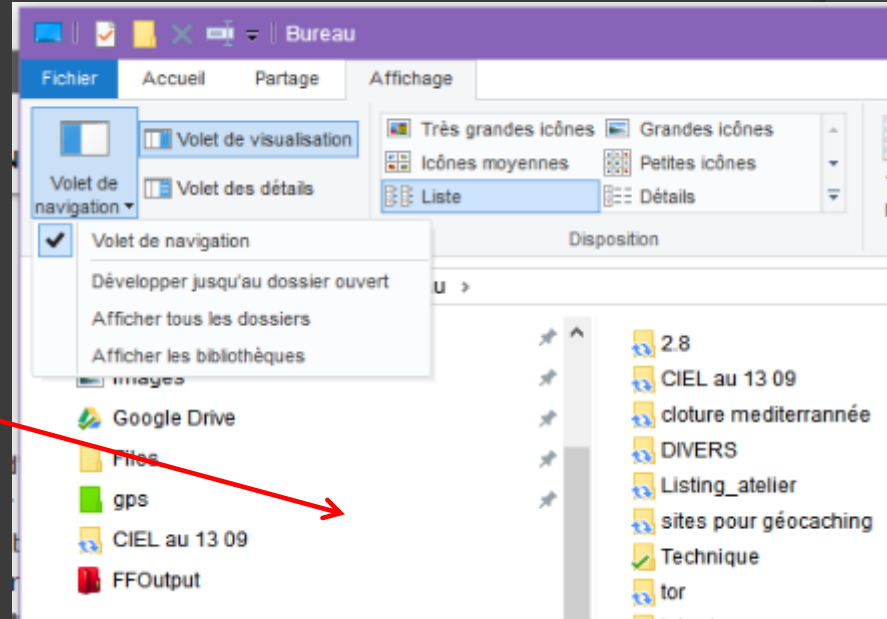 Bureau
Fichier Accueil Partage Affichage
Volet de navigation
Volet de visualisation
Volet des détails
Très grandes icônes Grandes icônes
Icônes moyennes Petites icônes
Liste Détails
Disposition
Volet de navigation
Développer jusqu'au dossier ouvert
Afficher tous les dossiers
Afficher les bibliothèques
Images
Google Drive
Files
gps
CIEL au 13 09
FFOutput
2.8
CIEL au 13 09
cloture mediterrannée
DIVERS
Listing_atelier
sites pour géocaching
Technique
tor